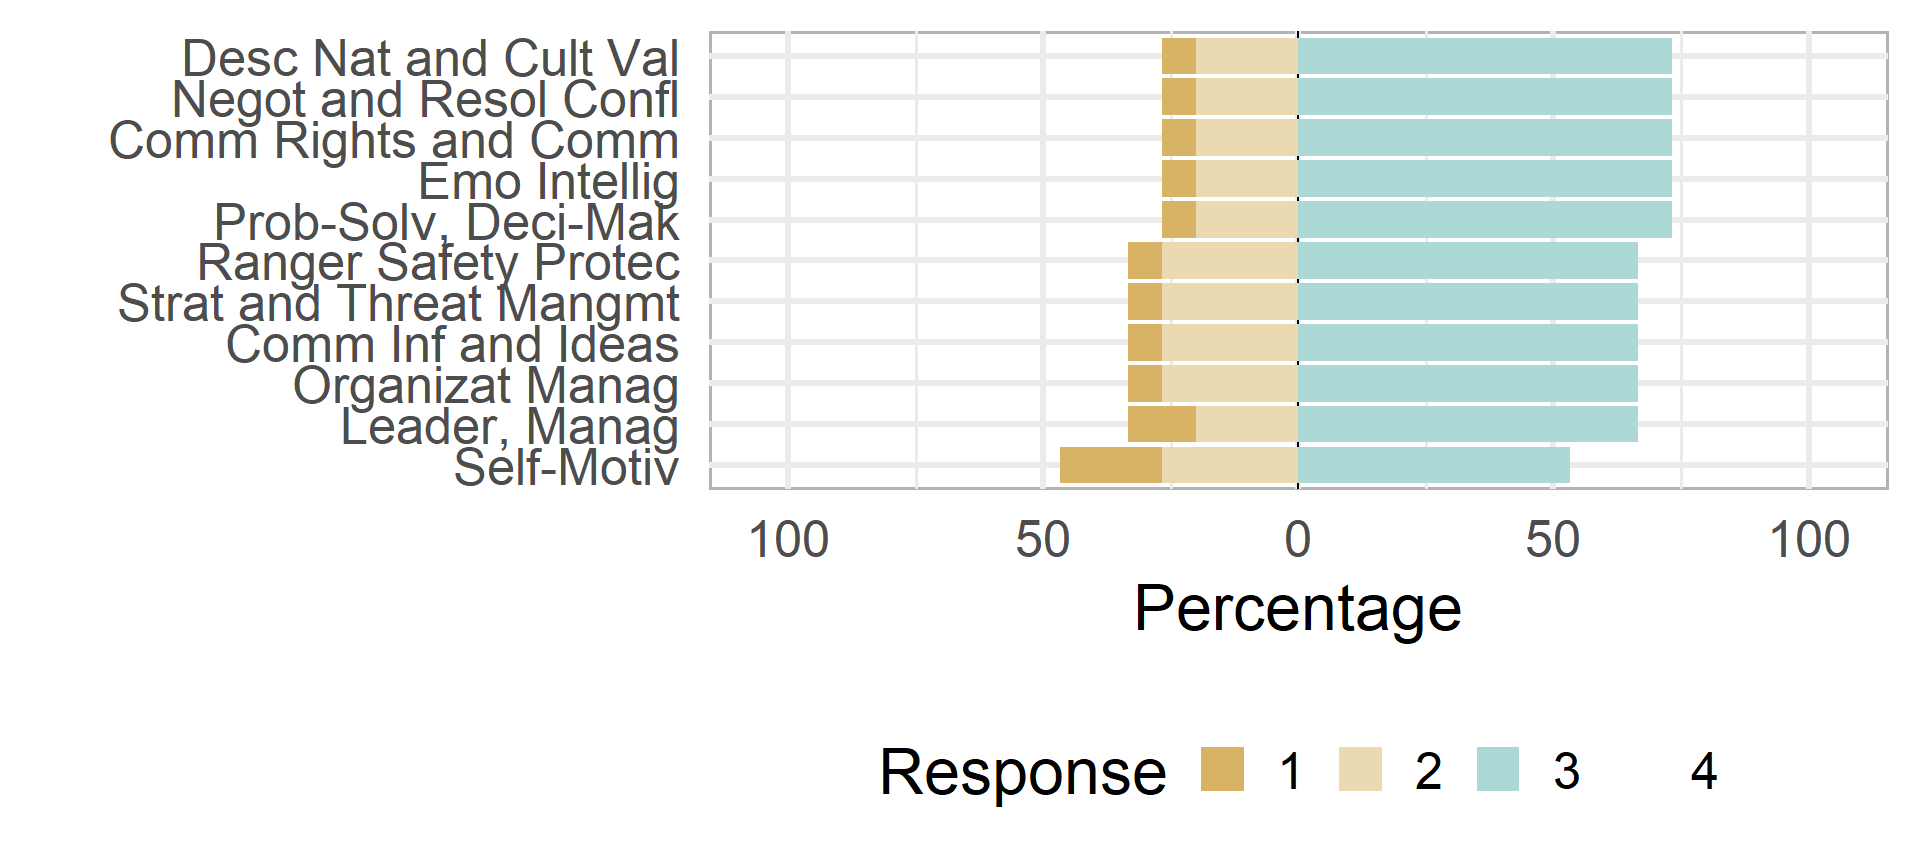 Desc Nat and Cult Val
Negot and Resol Confl
Comm Rights and Comm
Emo Intellig
Prob-Solv, Deci-Mak
Ranger Safety Protec
Strat and Threat Mangmt
Comm Inf and Ideas
Organizat Manag
Leader, Manag
Self-Motiv
100 50 0 50 100
Percentage
Response 1 2 3 4